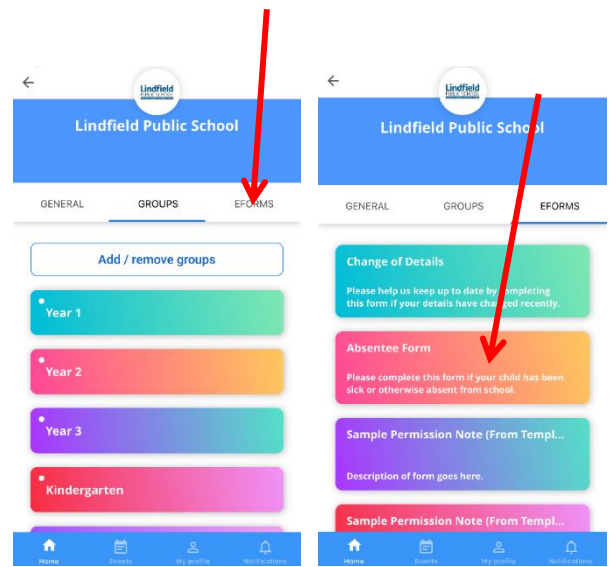 Lindfield
PUBLIC SCHOOL
Lindfield Public School
GENERAL GROUPS EFORMS
Add / remove groups
Year 1
Year 2
Year 3
Kindergarten
Home Events My profile Notifications
Lindfield
PUBLIC SCHOOL
Lindfield Public School
GENERAL GROUPS EFORMS
Change of Details
Please help us keep up to date by completing
this form if your details have changed recently.
Absentee Form
Please complete this form if your child has been
sick or otherwise absent from school.
Sample Permission Note (From Templ...
Description of form goes here.
Sample Permission Note (From Templ...
Home Events My profile Notifications